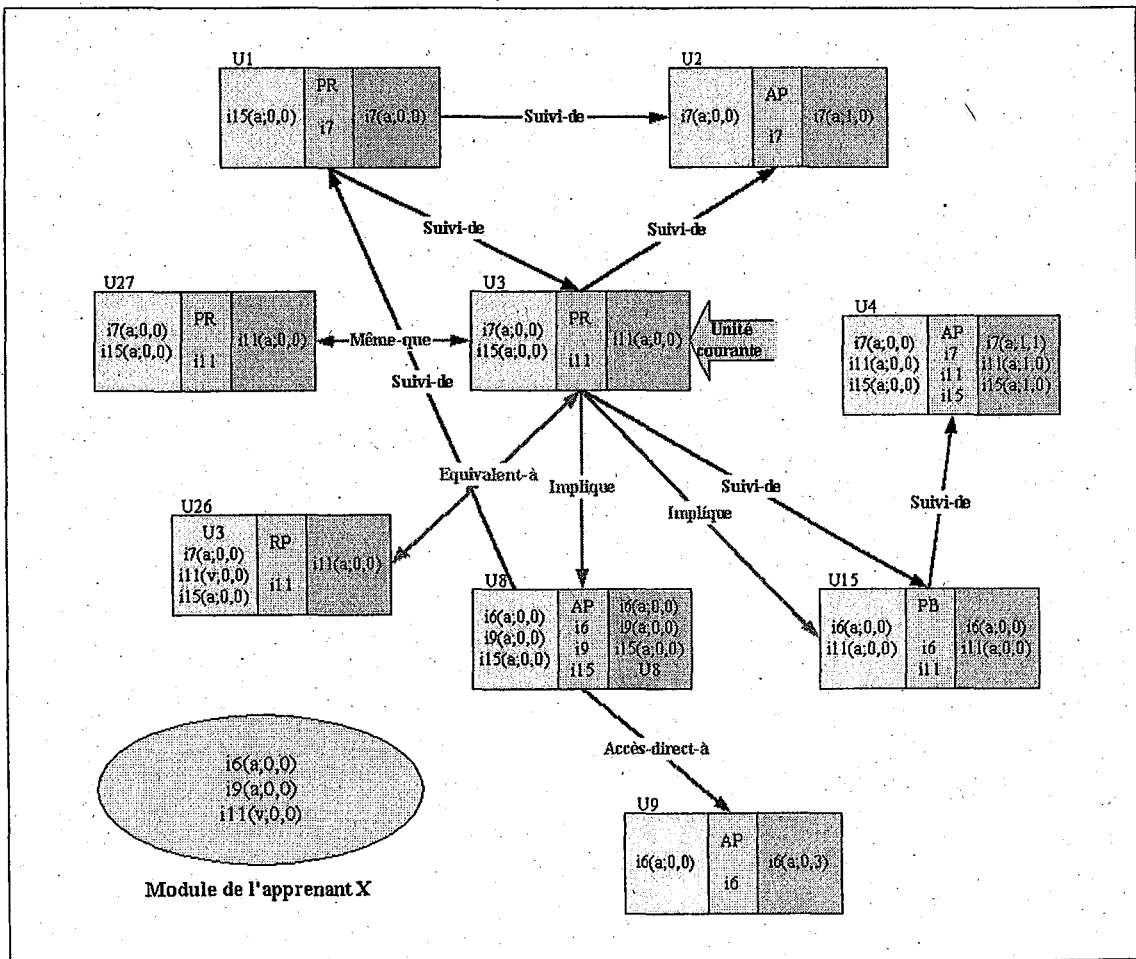 U1
i15(a;0,0)
PR
i7
i7(a;0,0)
Suivi-de
U2
i7(a;0,0)
AP
i7
i7(a;1,0)
Suivi-de
Suivi-de
U27
i7(a;0,0)
i15(a;0,0)
PR
i11
i11(a;0,0)
Même-que
U3
i7(a;0,0)
i15(a;0,0)
PR
i11
i11(a;0,0)
Unité
courante
U4
i7(a;0,0)
i11(a;0,0)
i15(a;0,0)
AP
i7
i11
i15
i7(a;1,1)
i11(a;1,0)
i15(a;1,0)
Suivi-de
Equivalent-à
Implique
Suivi-de
Implique
Suivi-de
U26
U3
i7(a;0,0)
i11(v;0,0)
i15(a;0,0)
RP
i11
i11(a;0,0)
U8
i6(a;0,0)
i9(a;0,0)
i15(a;0,0)
AP
i6
i9
i15
i6(a;0,0)
i9(a;0,0)
i15(a;0,0)
U8
U15
i6(a;0,0)
i11(a;0,0)
PB
i6
i11
i6(a;0,0)
i11(a;0,0)
Accès-direct-à
U9
i6(a;0,0)
AP
i6
i6(a;0,3)
i6(a;0,0)
i9(a;0,0)
i11(v,0,0)
Module de l'apprenant X